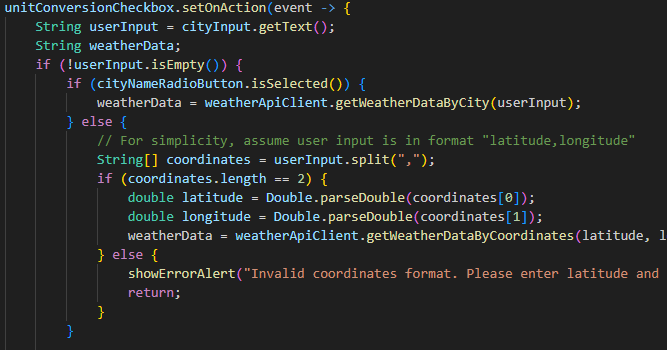 unitConversionCheckbox.setOnAction(event -> {
    String userInput = cityInput.getText();
    String weatherData;
    if (!userInput.isEmpty()) {
        if (cityNameRadioButton.isSelected()) {
            weatherData = weatherApiClient.getWeatherDataByCity(userInput);
        } else {
            // For simplicity, assume user input is in format "latitude,longitude"
            String[] coordinates = userInput.split(",");
            if (coordinates.length == 2) {
                double latitude = Double.parseDouble(coordinates[0]);
                double longitude = Double.parseDouble(coordinates[1]);
                weatherData = weatherApiClient.getWeatherDataByCoordinates(latitude, l
            } else {
                showErrorAlert("Invalid coordinates format. Please enter latitude and
                return;
            }
        }